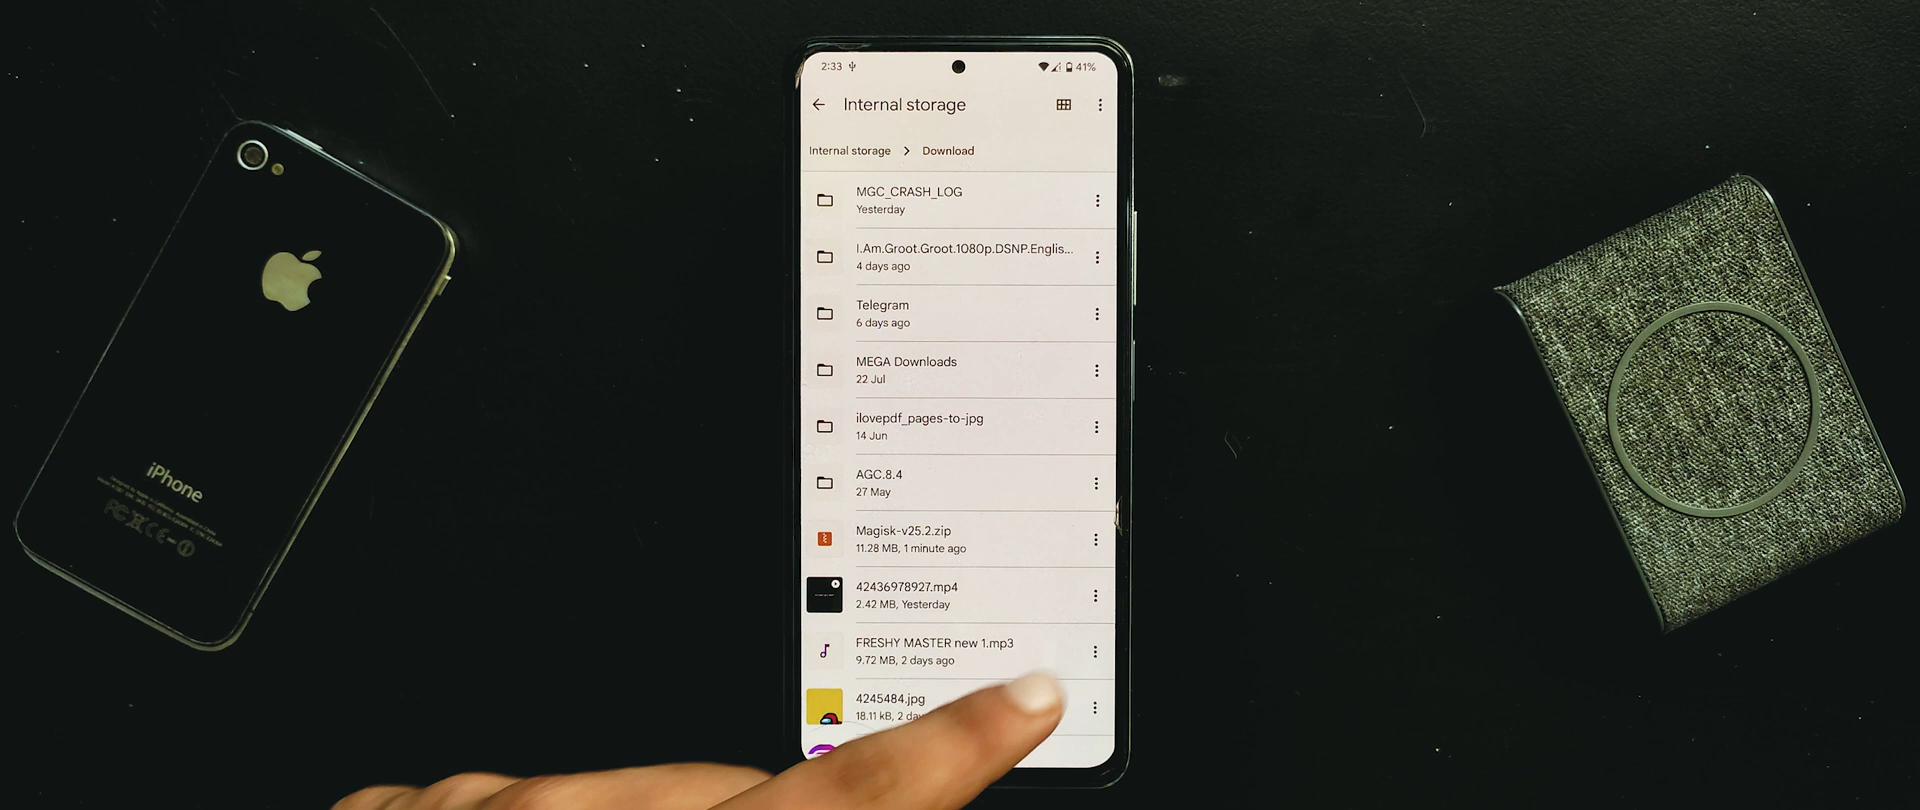 2:33
41%
Internal storage
Internal storage > Download
MGC_CRASH_LOG
Yesterday
I.Am.Groot.Groot.1080p.DSNP.Englis...
4 days ago
Telegram
6 days ago
MEGA Downloads
22 Jul
ilovepdf_pages-to-jpg
14 Jun
AGC.8.4
27 May
Magisk-v25.2.zip
11.28 MB, 1 minute ago
42436978927.mp4
2.42 MB, Yesterday
FRESHY MASTER new 1.mp3
9.72 MB, 2 days ago
4245484.jpg
18.11 kB, 2 day
iPhone